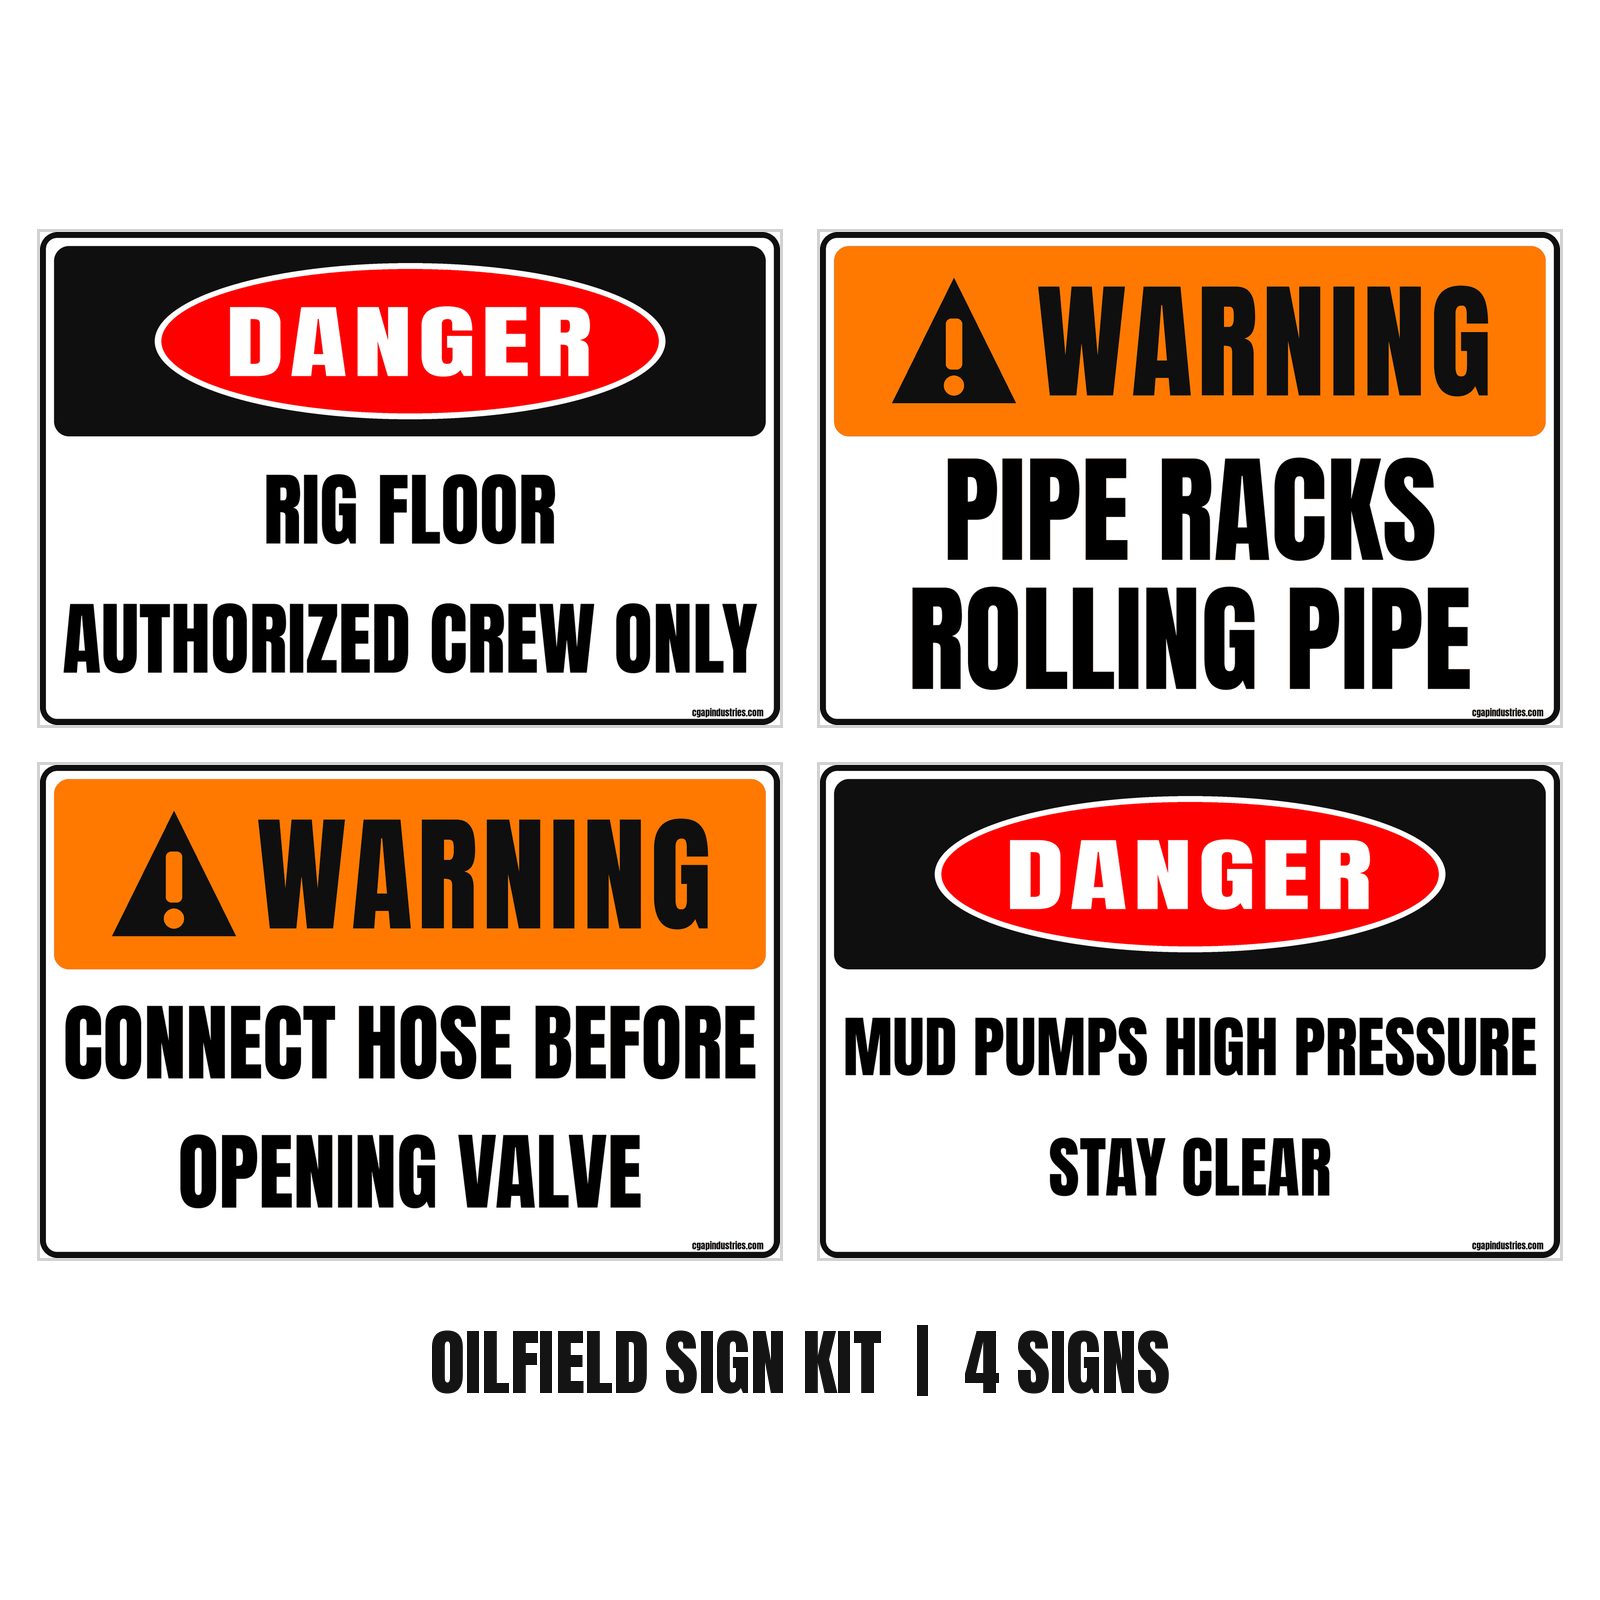 DANGER
RIG FLOOR
AUTHORIZED CREW ONLY
cgapindustries.com
WARNING
PIPE RACKS
ROLLING PIPE
cgapindustries.com
WARNING
CONNECT HOSE BEFORE
OPENING VALVE
cgapindustries.com
DANGER
MUD PUMPS HIGH PRESSURE
STAY CLEAR
cgapindustries.com
OILFIELD SIGN KIT | 4 SIGNS